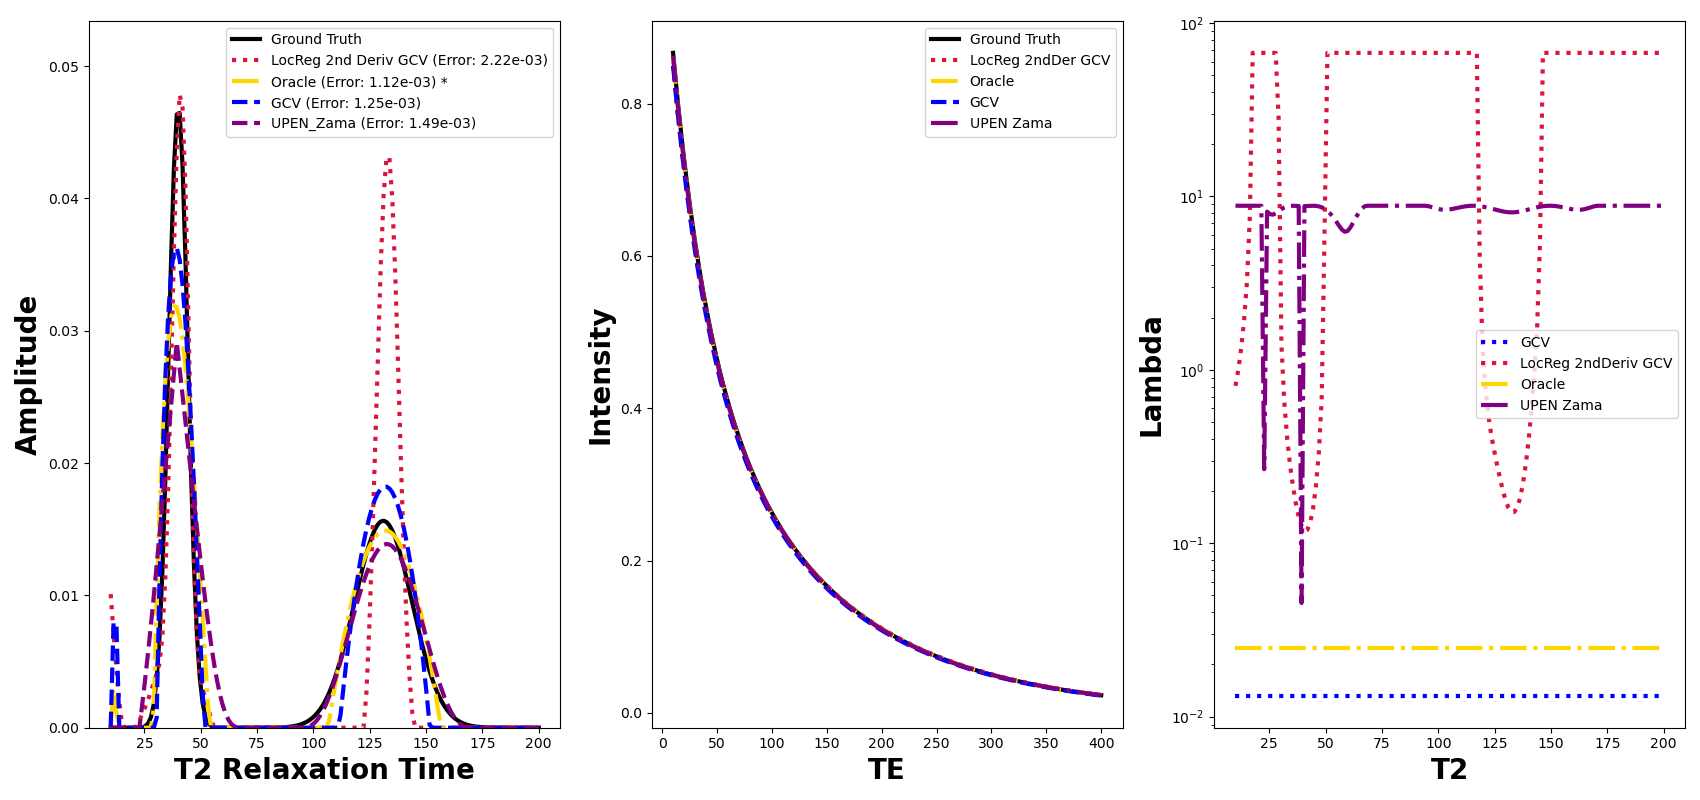 Amplitude
0.05
0.04
0.03
0.02
0.01
0.00
Ground Truth
LocReg 2nd Deriv GCV (Error: 2.22e-03)
Oracle (Error: 1.12e-03) *
GCV (Error: 1.25e-03)
UPEN_Zama (Error: 1.49e-03)
25 50 75 100 125 150 175 200
T2 Relaxation Time
Intensity
0.8
0.6
0.4
0.2
0.0
Ground Truth
LocReg 2ndDer GCV
Oracle
GCV
UPEN Zama
0 50 100 150 200 250 300 350 400
TE
Lambda
10²
10¹
10⁰
10⁻¹
10⁻²
GCV
LocReg 2ndDeriv GCV
Oracle
UPEN Zama
25 50 75 100 125 150 175 200
T2